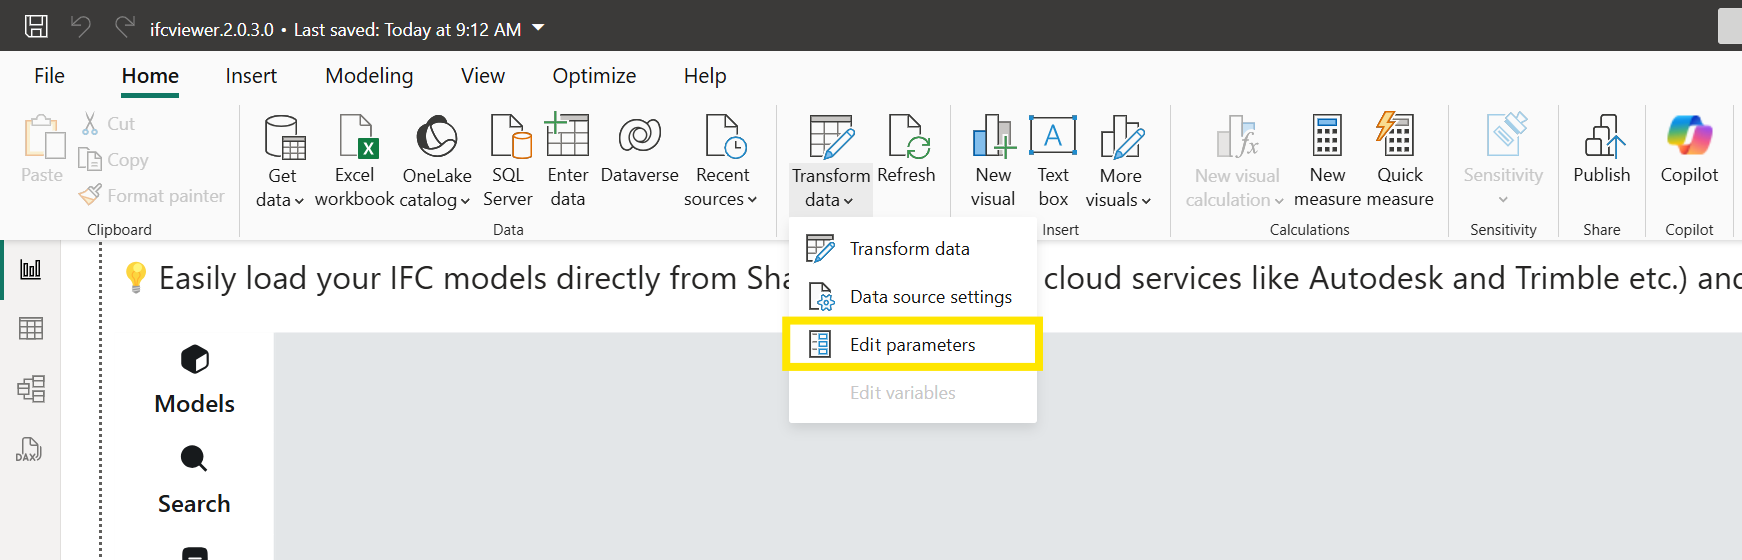 ifcviewer.2.0.3.0 • Last saved: Today at 9:12 AM
File Home Insert Modeling View Optimize Help
Paste
Cut
Copy
Format painter
Clipboard
Get data
Excel workbook
OneLake catalog
SQL Server
Enter data
Dataverse
Recent sources
Data
Transform data
Refresh
New visual
Text box
More visuals
Insert
New visual calculation
New measure
Quick measure
Calculations
Sensitivity
Sensitivity
Publish
Share
Copilot
Copilot
Transform data
Data source settings
Edit parameters
Edit variables
Easily load your IFC models directly from Sha cloud services like Autodesk and Trimble etc.) and
DAX
Models
Search